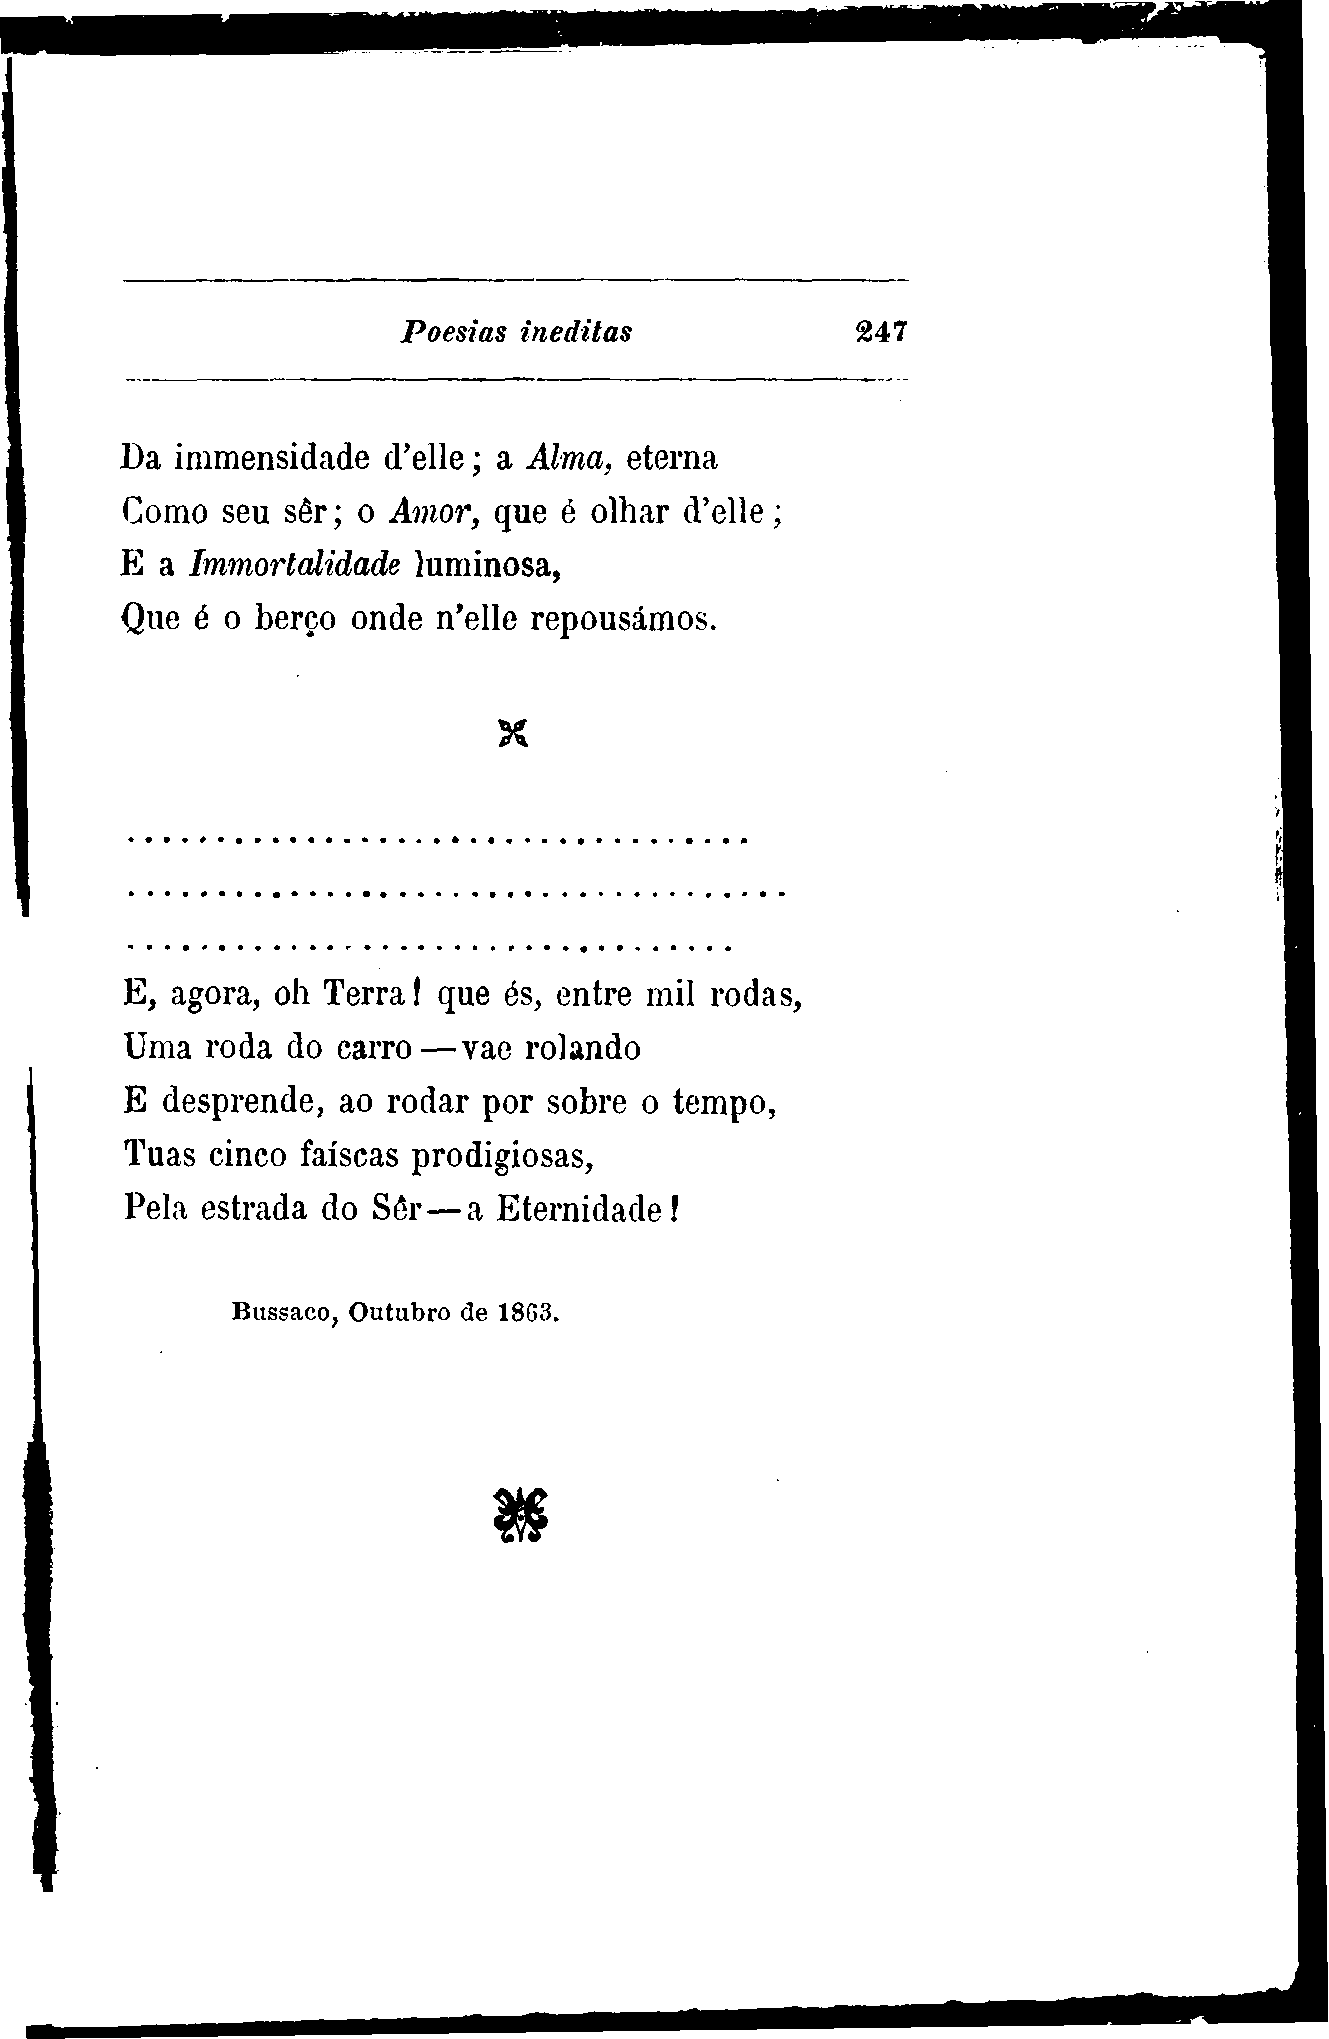 Poesias ineditas 247
Da immensidade d'elle; a Alma, eterna
Como seu sêr; o Amor, que é olhar d'elle;
E a Immortalidade luminosa,
Que é o berço onde n'elle repousámos.
...................................
.....................................
..................................
E, agora, oh Terra! que és, entre mil rodas,
Uma roda do carro—vae rolando
E desprende, ao rodar por sobre o tempo,
Tuas cinco faíscas prodigiosas,
Pela estrada do Sêr—a Eternidade!
Bussaco, Outubro de 1863.